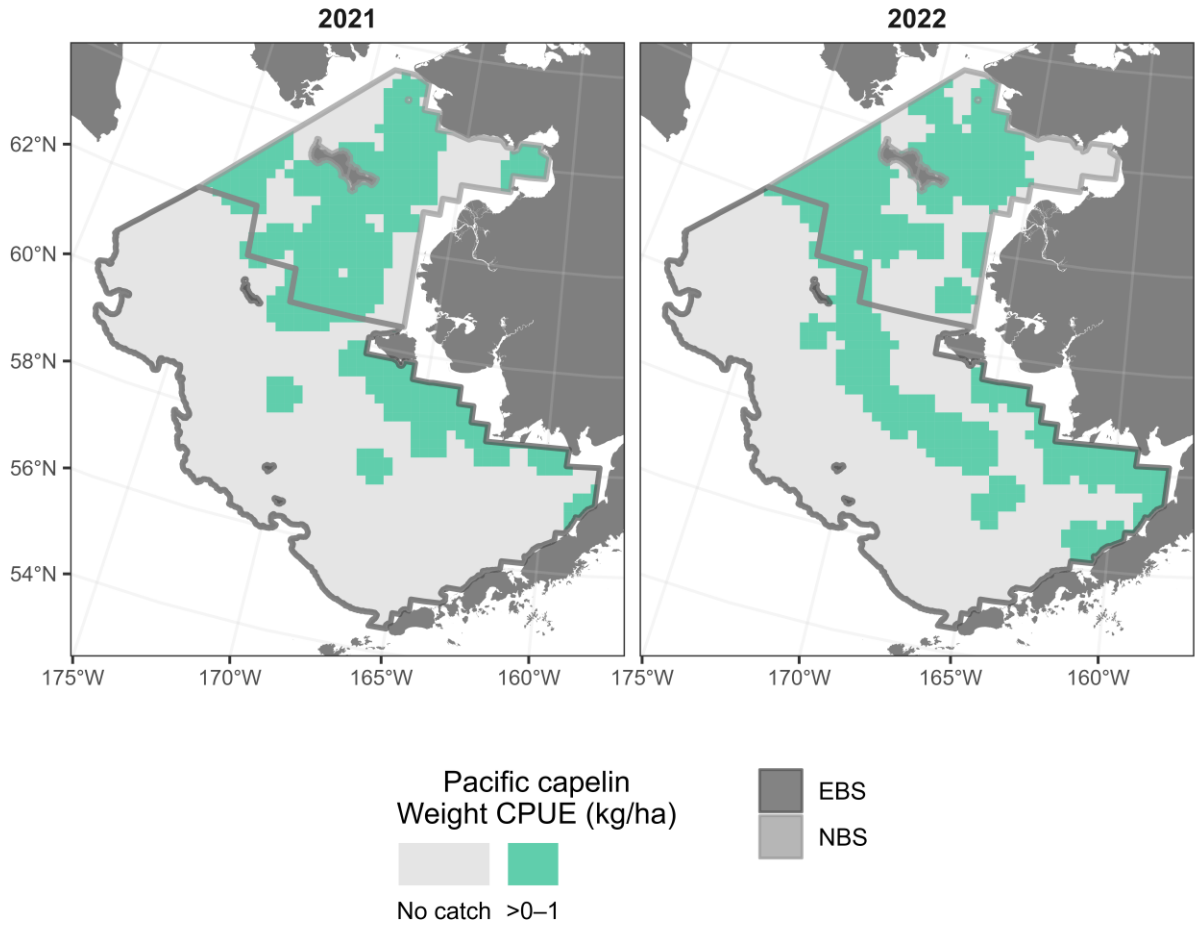 2021
2022
62°N
60°N
58°N
56°N
54°N
175°W 170°W 165°W 160°W 175°W 170°W 165°W 160°W
Pacific capelin
Weight CPUE (kg/ha)
No catch >0–1
EBS
NBS